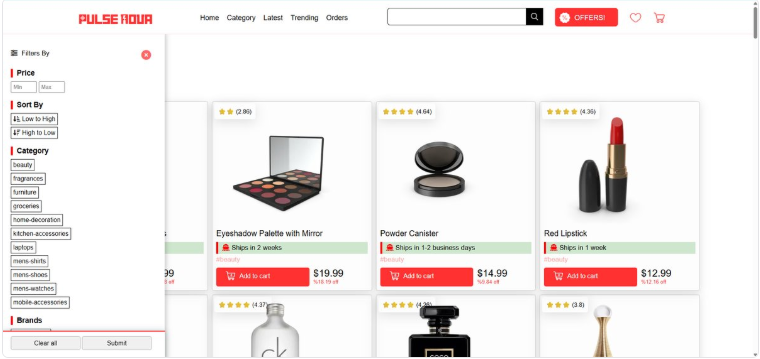 PULSE NOVA
Home Category Latest Trending Orders
OFFERS!
Filters By
Price
Min Max
Sort By
Low to High
High to Low
Category
beauty
fragrances
furniture
groceries
home-decoration
kitchen-accessories
laptops
mens-shirts
mens-shoes
mens-watches
mobile-accessories
Brands
Clear all Submit
(2.86)
Eyeshadow Palette with Mirror
Ships in 2 weeks
#beauty
Add to cart
$19.99
%18.19 off
(4.64)
Powder Canister
Ships in 1-2 business days
#beauty
Add to cart
$14.99
%9.84 off
(4.36)
Red Lipstick
Ships in 1 week
#beauty
Add to cart
$12.99
%12.16 off
s
99
off
(4.37)
ck
(4.26)
coco
(3.8)